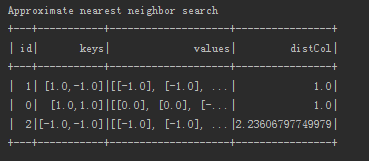 Approximate nearest neighbor search
+---+-----------+--------------------+----------------+
| id|       keys|              values|         distCol|
+---+-----------+--------------------+----------------+
|  1| [1.0,-1.0]|[[-1.0], [-1.0], ...|             1.0|
|  0|  [1.0,1.0]|[[0.0], [0.0], [-...|             1.0|
|  2|[-1.0,-1.0]|[[-1.0], [-1.0], ...|2.23606797749979|
+---+-----------+--------------------+----------------+